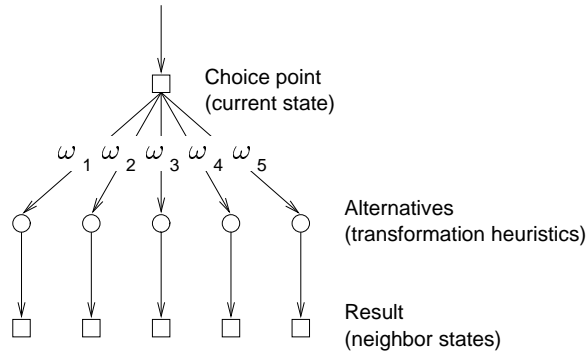 Choice point
(current state)
ω 1 ω 2 ω 3 ω 4 ω 5
Alternatives
(transformation heuristics)
Result
(neighbor states)